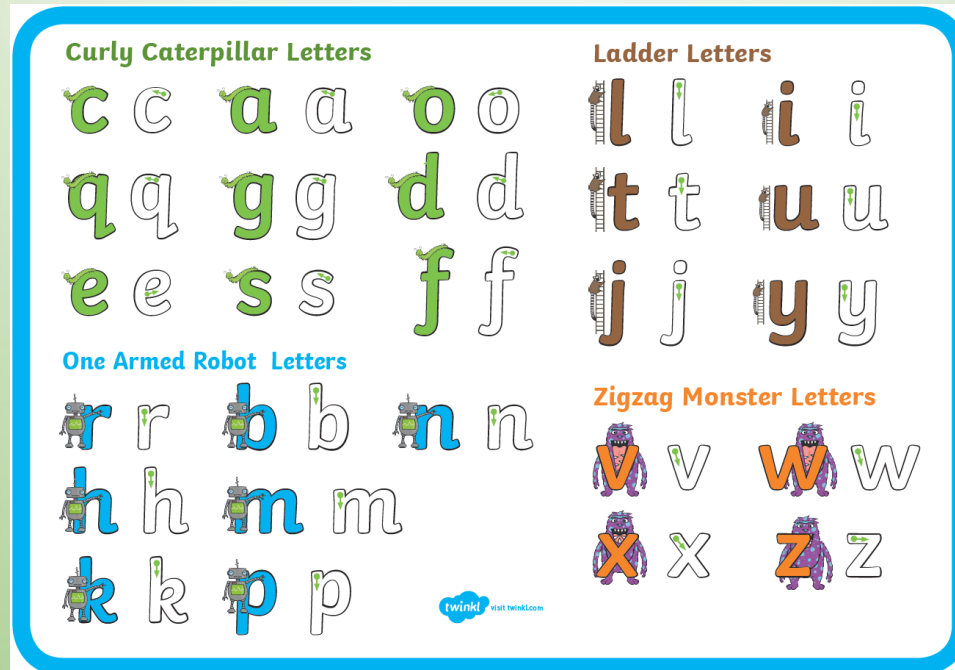 Curly Caterpillar Letters
c c a a o o
q q g g d d
e e s s f f
One Armed Robot Letters
r r b b n n
h h m m
k k p p
Ladder Letters
l l i i
t t u u
j j y y
Zigzag Monster Letters
v v w w
x x z z
twinkl visit twinkl.com